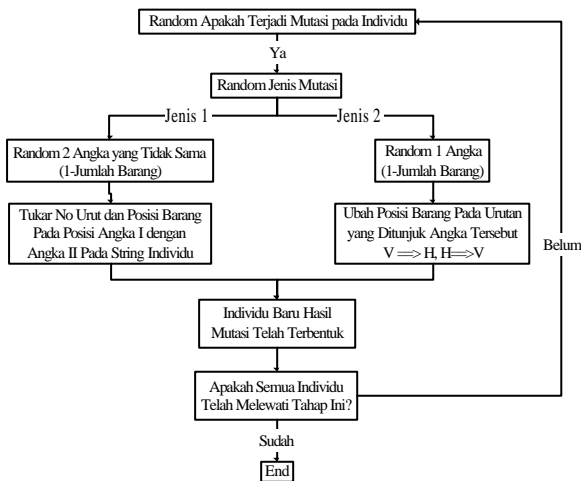 Random Apakah Terjadi Mutasi pada Individu
Ya
Random Jenis Mutasi
Jenis 1
Jenis 2
Random 2 Angka yang Tidak Sama
(1-Jumlah Barang)
Random 1 Angka
(1-Jumlah Barang)
Tukar No Urut dan Posisi Barang
Pada Posisi Angka I dengan
Angka II Pada String Individu
Ubah Posisi Barang Pada Urutan
yang Ditunjuk Angka Tersebut
V ==> H, H==>V
Belum
Individu Baru Hasil
Mutasi Telah Terbentuk
Apakah Semua Individu
Telah Melewati Tahap Ini?
Sudah
End